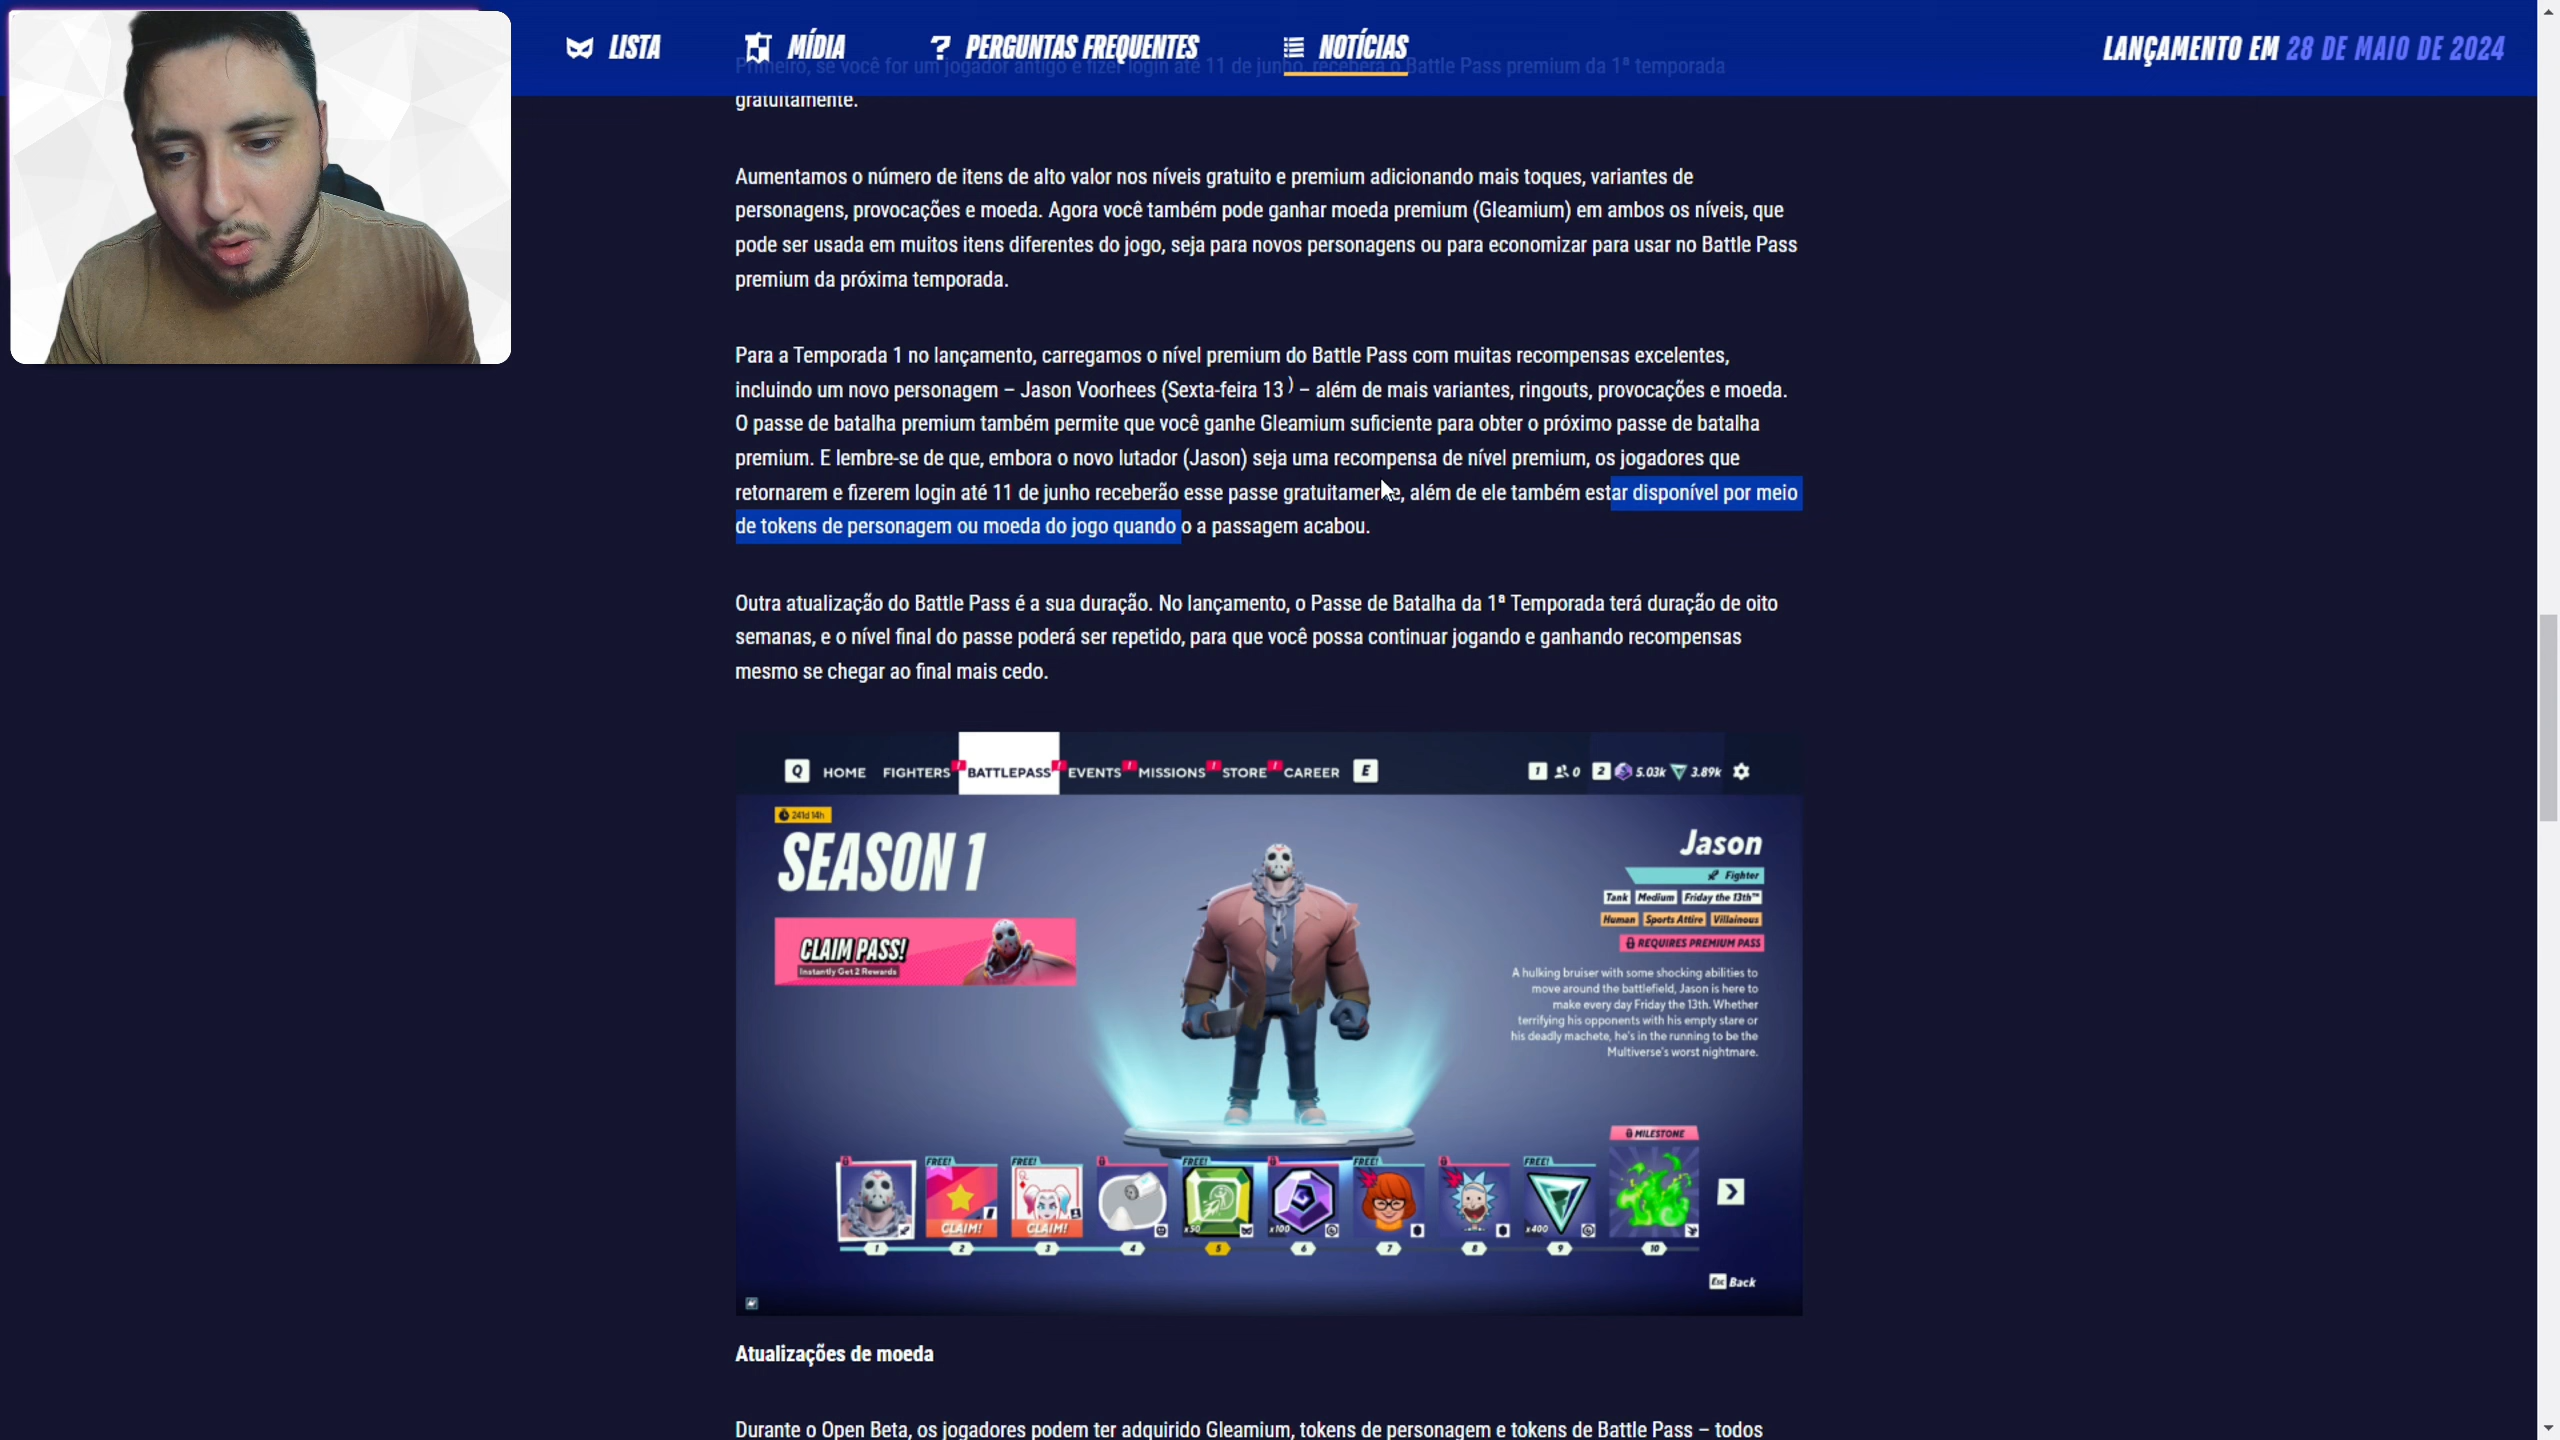 LISTA
MÍDIA
? PERGUNTAS FREQUENTES
NOTÍCIAS
LANÇAMENTO EM 28 DE MAIO DE 2024
Primeiro, se você for um jogador antigo e fizer login até 11 de junho, receberá o Battle Pass premium da 1ª temporada
gratuitamente.
Aumentamos o número de itens de alto valor nos níveis gratuito e premium adicionando mais toques, variantes de
personagens, provocações e moeda. Agora você também pode ganhar moeda premium (Gleamium) em ambos os níveis, que
pode ser usada em muitos itens diferentes do jogo, seja para novos personagens ou para economizar para usar no Battle Pass
premium da próxima temporada.
Para a Temporada 1 no lançamento, carregamos o nível premium do Battle Pass com muitas recompensas excelentes,
incluindo um novo personagem – Jason Voorhees (Sexta-feira 13 ) – além de mais variantes, ringouts, provocações e moeda.
O passe de batalha premium também permite que você ganhe Gleamium suficiente para obter o próximo passe de batalha
premium. E lembre-se de que, embora o novo lutador (Jason) seja uma recompensa de nível premium, os jogadores que
retornarem e fizerem login até 11 de junho receberão esse passe gratuitamente, além de ele também estar disponível por meio
de tokens de personagem ou moeda do jogo quando o a passagem acabou.
Outra atualização do Battle Pass é a sua duração. No lançamento, o Passe de Batalha da 1ª Temporada terá duração de oito
semanas, e o nível final do passe poderá ser repetido, para que você possa continuar jogando e ganhando recompensas
mesmo se chegar ao final mais cedo.
Q HOME FIGHTERS BATTLEPASS EVENTS MISSIONS STORE CAREER E
1 0 2 5.03k 3.89k
241d 14h
SEASON 1
CLAIM PASS!
Instantly Get 2 Rewards
Jason
Fighter
Tank Medium Friday the 13th™
Human Sports Attire Villainous
REQUIRES PREMIUM PASS
A hulking bruiser with some shocking abilities to
move around the battlefield, Jason is here to
make every day Friday the 13th. Whether
terrifying his opponents with his empty stare or
his deadly machete, he's in the running to be the
Multiverse's worst nightmare.
MILESTONE
FREE! FREE! FREE! FREE! FREE!
CLAIM! CLAIM! x50 x100 x400
1 2 3 4 5 6 7 8 9 10
Esc Back
Atualizações de moeda
Durante o Open Beta, os jogadores podem ter adquirido Gleamium, tokens de personagem e tokens de Battle Pass – todos